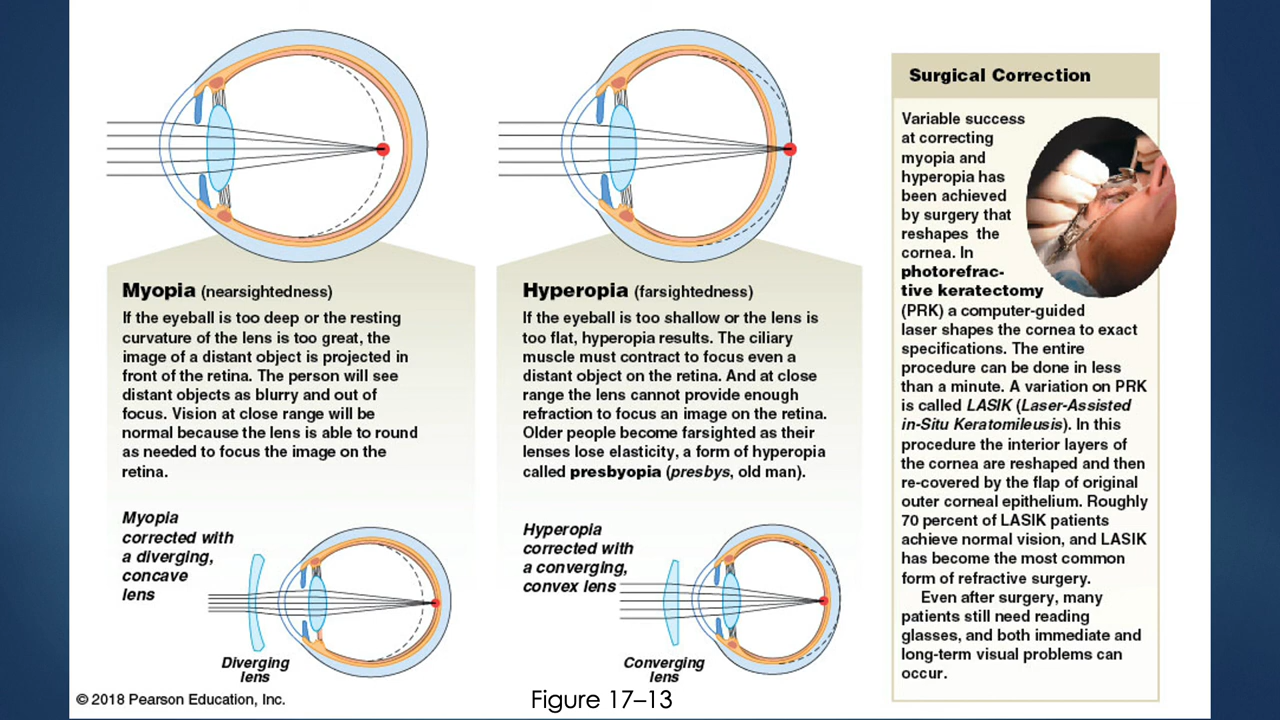 Myopia (nearsightedness)
If the eyeball is too deep or the resting
curvature of the lens is too great, the
image of a distant object is projected in
front of the retina. The person will see
distant objects as blurry and out of
focus. Vision at close range will be
normal because the lens is able to round
as needed to focus the image on the
retina.
Myopia
corrected with
a diverging,
concave
lens
Diverging
lens
Hyperopia (farsightedness)
If the eyeball is too shallow or the lens is
too flat, hyperopia results. The ciliary
muscle must contract to focus even a
distant object on the retina. And at close
range the lens cannot provide enough
refraction to focus an image on the retina.
Older people become farsighted as their
lenses lose elasticity, a form of hyperopia
called presbyopia (presbys, old man).
Hyperopia
corrected with
a converging,
convex lens
Converging
lens
Surgical Correction
Variable success
at correcting
myopia and
hyperopia has
been achieved
by surgery that
reshapes the
cornea. In
photorefrac-
tive keratectomy
(PRK) a computer-guided
laser shapes the cornea to exact
specifications. The entire
procedure can be done in less
than a minute. A variation on PRK
is called LASIK (Laser-Assisted
in-Situ Keratomileusis). In this
procedure the interior layers of
the cornea are reshaped and then
re-covered by the flap of original
outer corneal epithelium. Roughly
70 percent of LASIK patients
achieve normal vision, and LASIK
has become the most common
form of refractive surgery.
Even after surgery, many
patients still need reading
glasses, and both immediate and
long-term visual problems can
occur.
© 2018 Pearson Education, Inc.
Figure 17–13